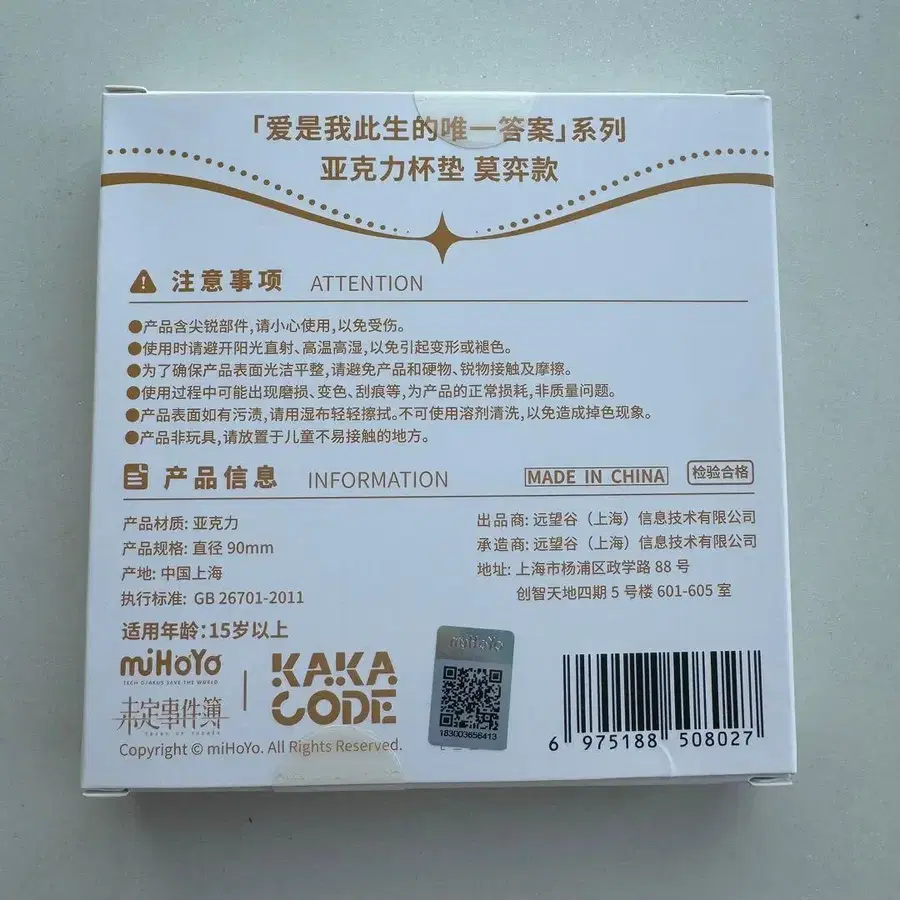 「爱是我此生的唯一答案」系列
亚克力杯垫 莫弈款
注意事项 ATTENTION
●产品含尖锐部件,请小心使用,以免受伤。
●使用时请避开阳光直射、高温高湿,以免引起变形或褪色。
●为了确保产品表面光洁平整,请避免产品和硬物、锐物接触及摩擦。
●使用过程中可能出现磨损、变色、刮痕等,为产品的正常损耗,非质量问题。
●产品表面如有污渍,请用湿布轻轻擦拭。不可使用溶剂清洗,以免造成掉色现象。
●产品非玩具,请放置于儿童不易接触的地方。
产品信息 INFORMATION
MADE IN CHINA
检验合格
产品材质: 亚克力
产品规格: 直径 90mm
产地: 中国上海
执行标准: GB 26701-2011
适用年龄:15岁以上
出品商: 远望谷（上海）信息技术有限公司
承造商: 远望谷（上海）信息技术有限公司
地址: 上海市杨浦区政学路 88 号
创智天地四期 5 号楼 601-605 室
miHoYo
TECH OTAKUS SAVE THE WORLD
未定事件簿
TEARS OF THEMIS
KAKA
CODE
Copyright © miHoYo. All Rights Reserved.
miHoYo
183003656413
6 975188 508027